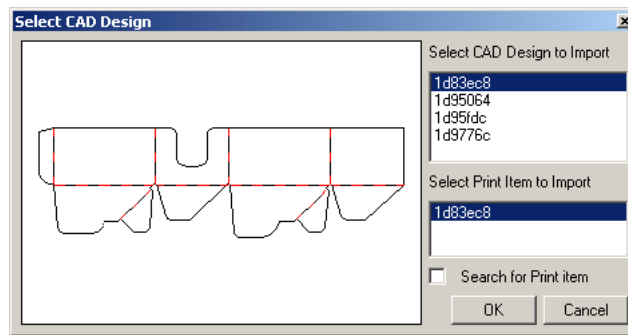 Select CAD Design
Select CAD Design to Import
1d83ec8
1d95064
1d95fdc
1d9776c
Select Print Item to Import
1d83ec8
Search for Print item
OK
Cancel